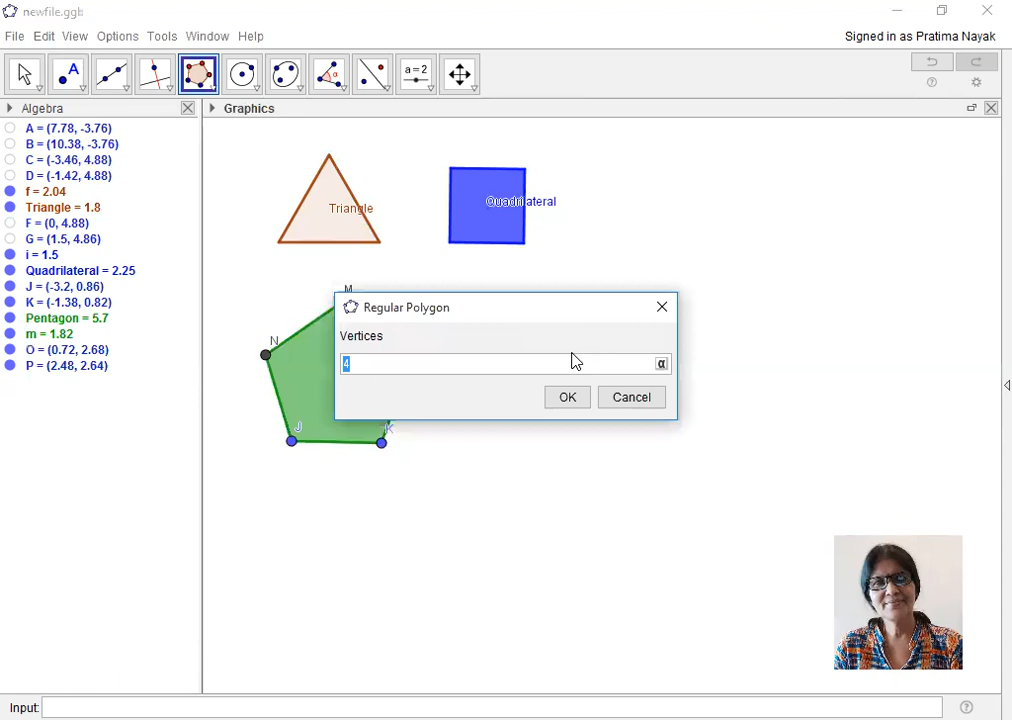 newfile.ggb
File Edit View Options Tools Window Help
Signed in as Pratima Nayak
A
α
a=2
Algebra
Graphics
A = (7.78, -3.76)
B = (10.38, -3.76)
C = (-3.46, 4.88)
D = (-1.42, 4.88)
f = 2.04
Triangle = 1.8
F = (0, 4.88)
G = (1.5, 4.86)
i = 1.5
Quadrilateral = 2.25
J = (-3.2, 0.86)
K = (-1.38, 0.82)
Pentagon = 5.7
m = 1.82
O = (0.72, 2.68)
P = (2.48, 2.64)
Triangle
Quadrilateral
M
N
J
K
Regular Polygon
Vertices
4
α
OK Cancel
Input: